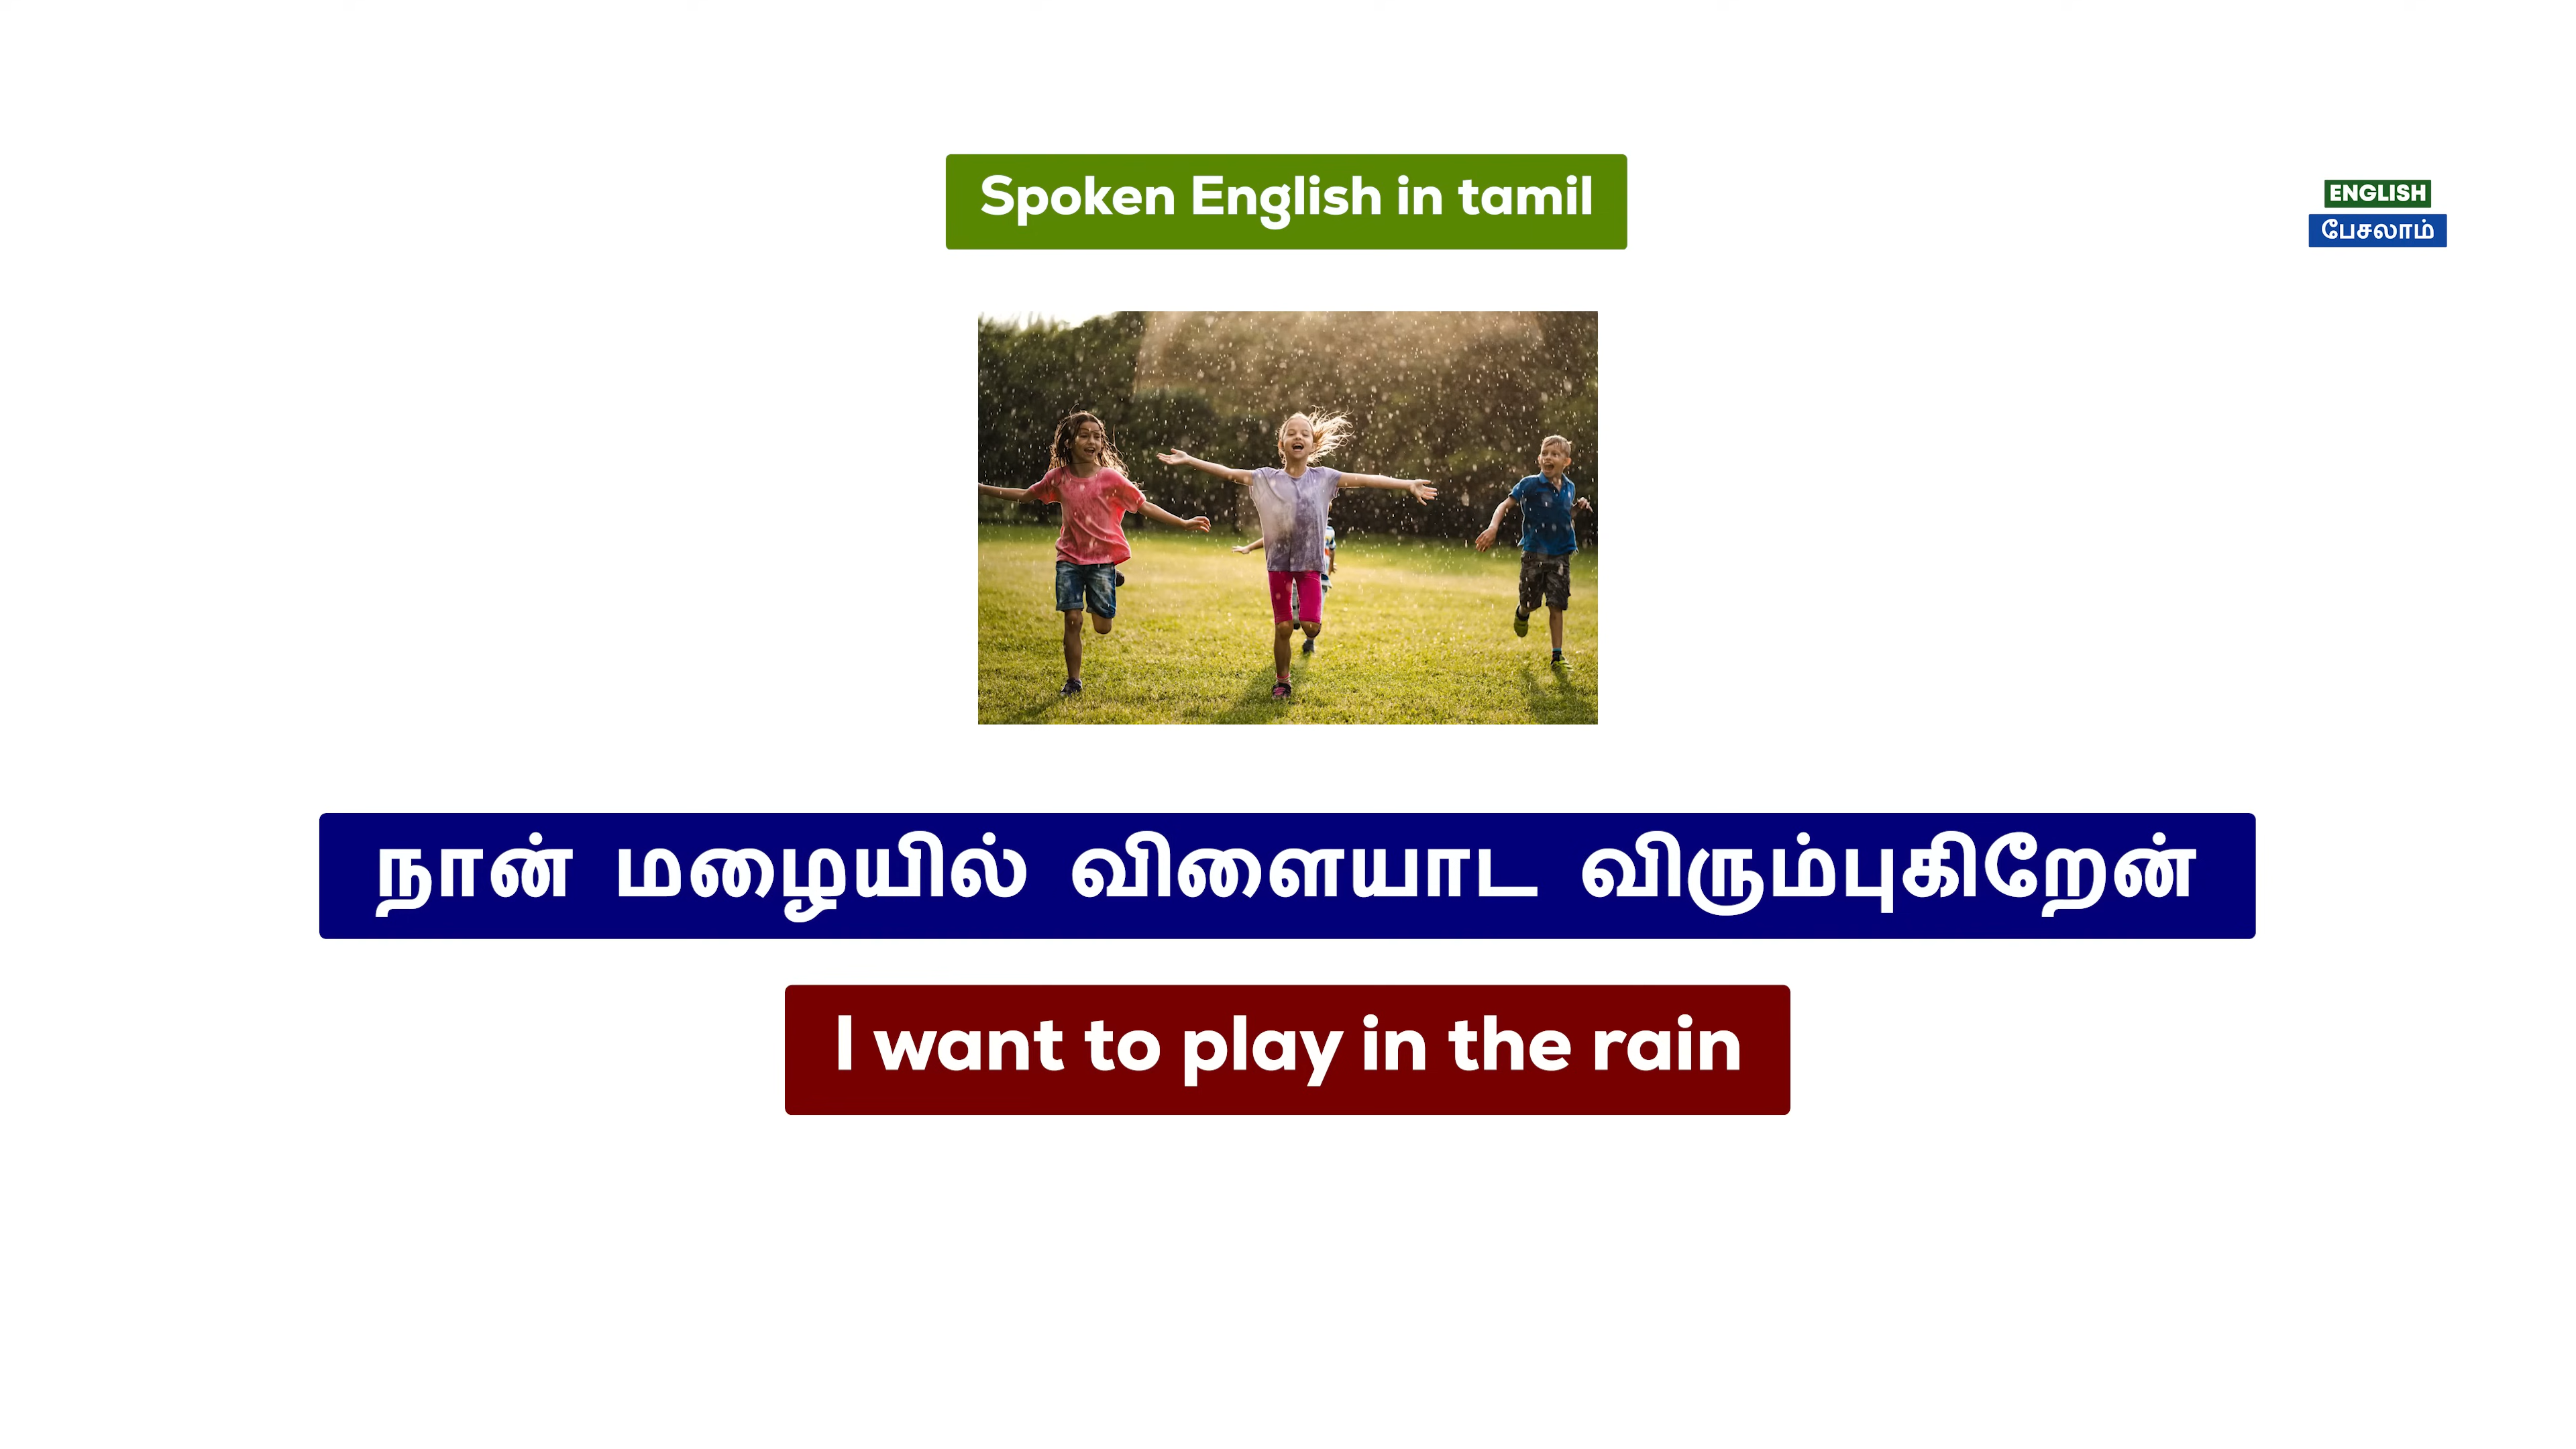 Spoken English in tamil
ENGLISH
பேசலாம்
நான் மழையில் விளையாட விரும்புகிறேன்
I want to play in the rain